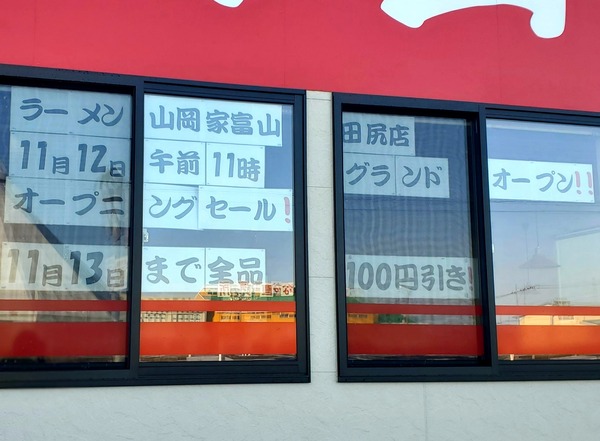 ラーメン山岡家富山田尻店
11月12日午前11時グランドオープン!!
オープニングセール!
11月13日まで全品100円引き!